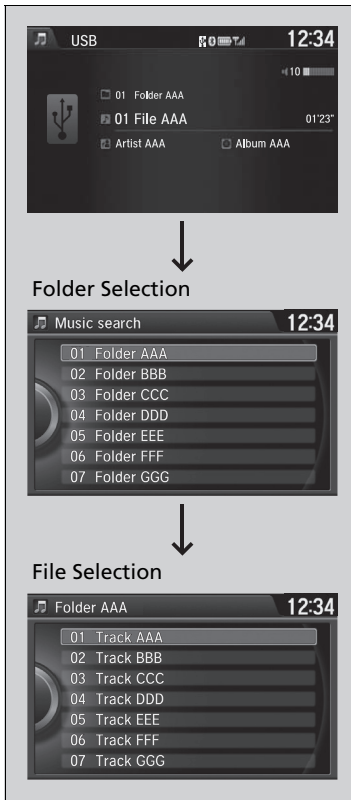 USB 12:34
10
01 Folder AAA
01 File AAA 01'23"
Artist AAA Album AAA
Folder Selection
Music search 12:34
01 Folder AAA
02 Folder BBB
03 Folder CCC
04 Folder DDD
05 Folder EEE
06 Folder FFF
07 Folder GGG
File Selection
Folder AAA 12:34
01 Track AAA
02 Track BBB
03 Track CCC
04 Track DDD
05 Track EEE
06 Track FFF
07 Track GGG